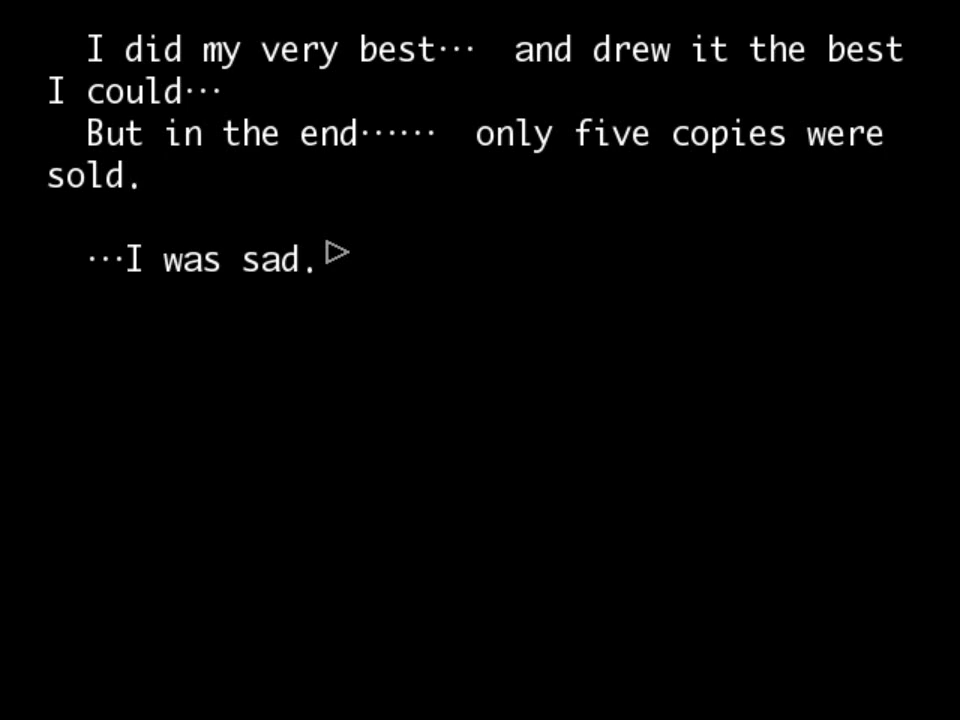 I did my very best··· and drew it the best
I could···
But in the end······ only five copies were
sold.
···I was sad.